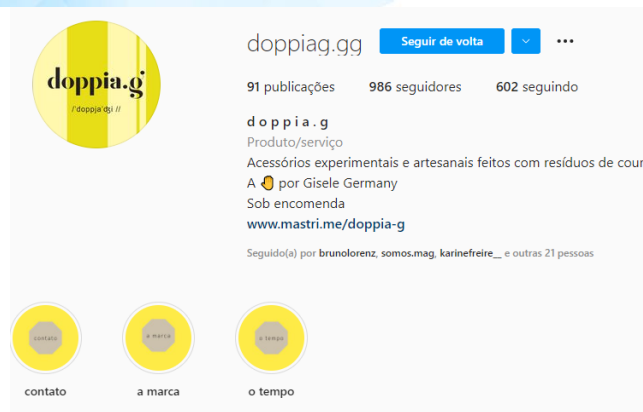 doppia.g
/'doppja'dʒi //
doppiag.gg Seguir de volta
91 publicações 986 seguidores 602 seguindo
doppia.g
Produto/serviço
Acessórios experimentais e artesanais feitos com resíduos de cour
A 🤚 por Gisele Germany
Sob encomenda
www.mastri.me/doppia-g
Seguido(a) por brunolorenz, somos.mag, karinefreire__ e outras 21 pessoas
contato a marca o tempo
contato a marca o tempo